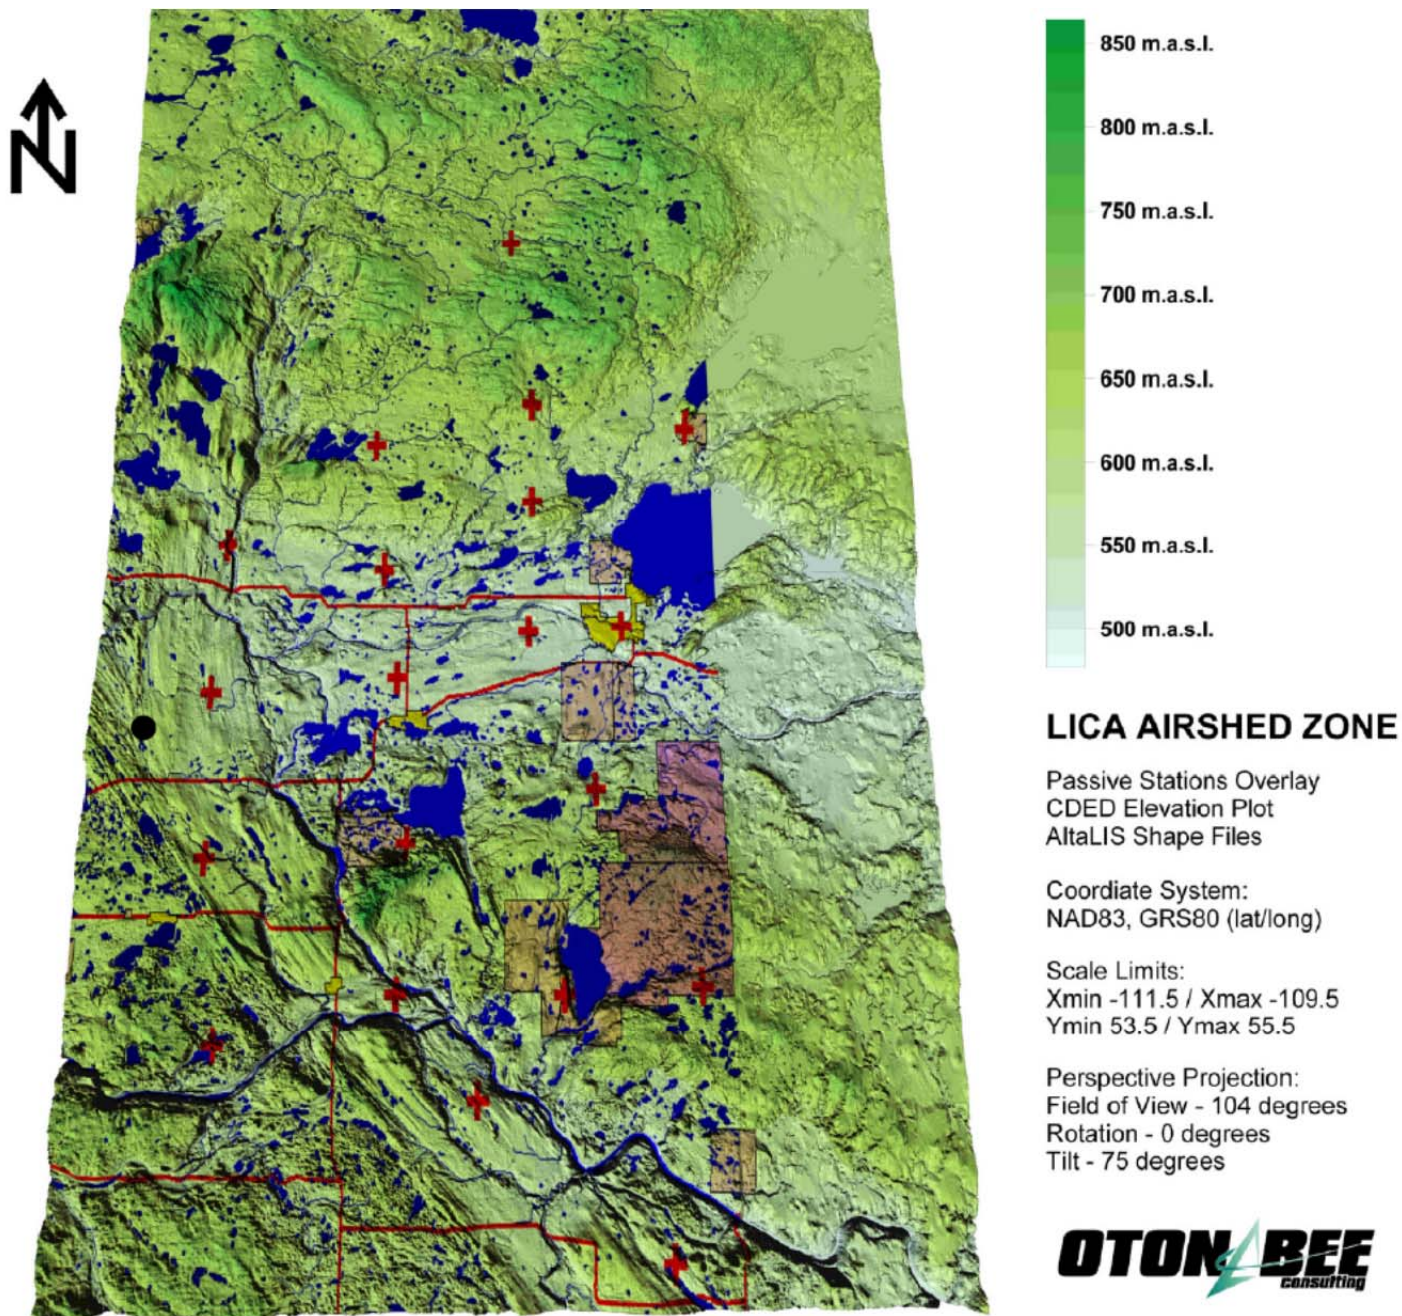 N
850 m.a.s.l.
800 m.a.s.l.
750 m.a.s.l.
700 m.a.s.l.
650 m.a.s.l.
600 m.a.s.l.
550 m.a.s.l.
500 m.a.s.l.
LICA AIRSHED ZONE
Passive Stations Overlay
CDED Elevation Plot
AltaLIS Shape Files
Coordiate System:
NAD83, GRS80 (lat/long)
Scale Limits:
Xmin -111.5 / Xmax -109.5
Ymin 53.5 / Ymax 55.5
Perspective Projection:
Field of View - 104 degrees
Rotation - 0 degrees
Tilt - 75 degrees
OTONABEE
consulting